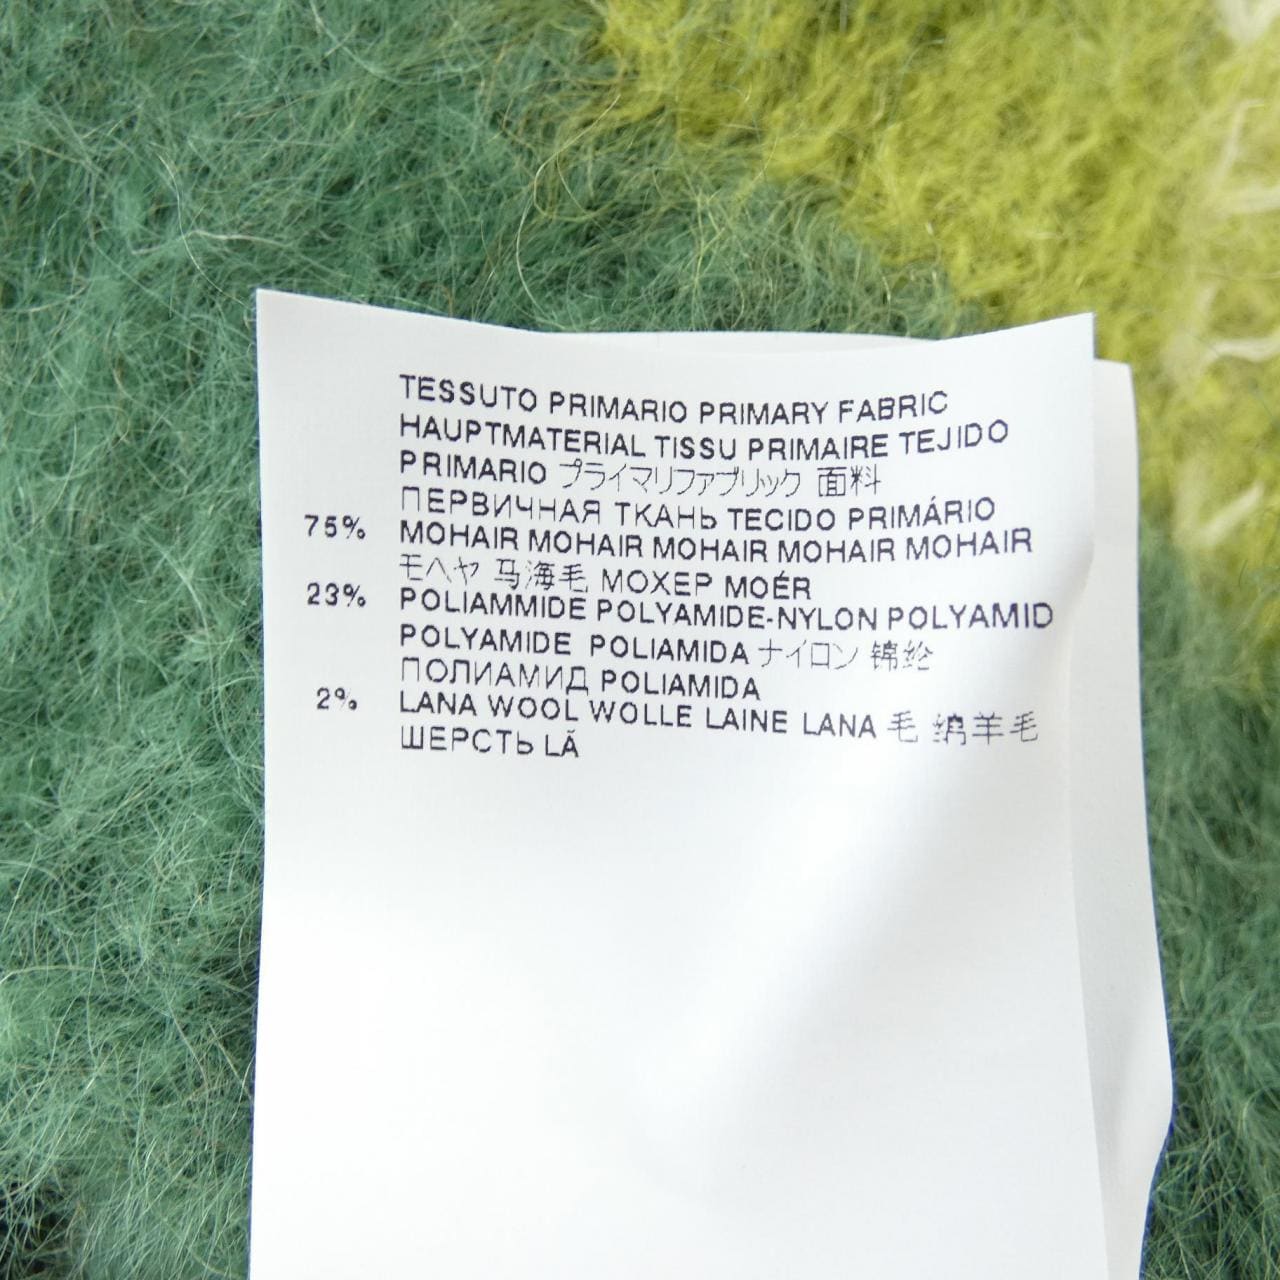 TESSUTO PRIMARIO PRIMARY FABRIC
HAUPTMATERIAL TISSU PRIMAIRE TEJIDO
PRIMARIO プライマリファブリック 面料
ПЕРВИЧНАЯ ТКАНЬ TECIDO PRIMÁRIO
75% MOHAIR MOHAIR MOHAIR MOHAIR MOHAIR
モヘヤ 马海毛 МОХЕР MOÉR
23% POLIAMMIDE POLYAMIDE-NYLON POLYAMID
POLYAMIDE POLIAMIDA ナイロン 锦纶
ПОЛИАМИД POLIAMIDA
2% LANA WOOL WOLLE LAINE LANA 毛 绵羊毛
ШЕРСТЬ LÃ